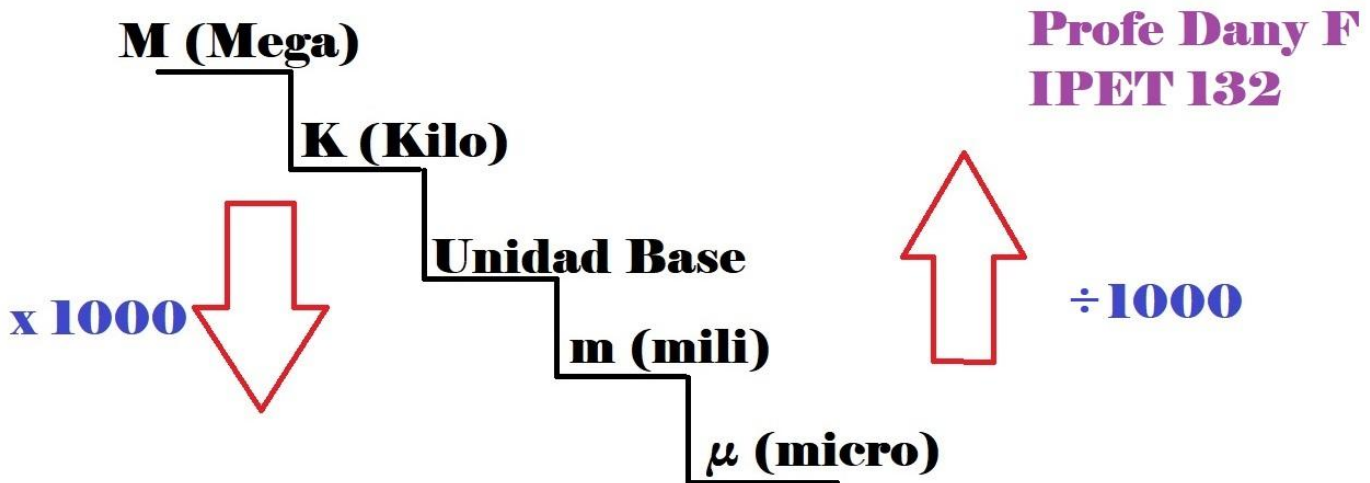 M (Mega)
Profe Dany F
IPET 132
K (Kilo)
Unidad Base
x 1000
÷1000
m (mili)
μ (micro)